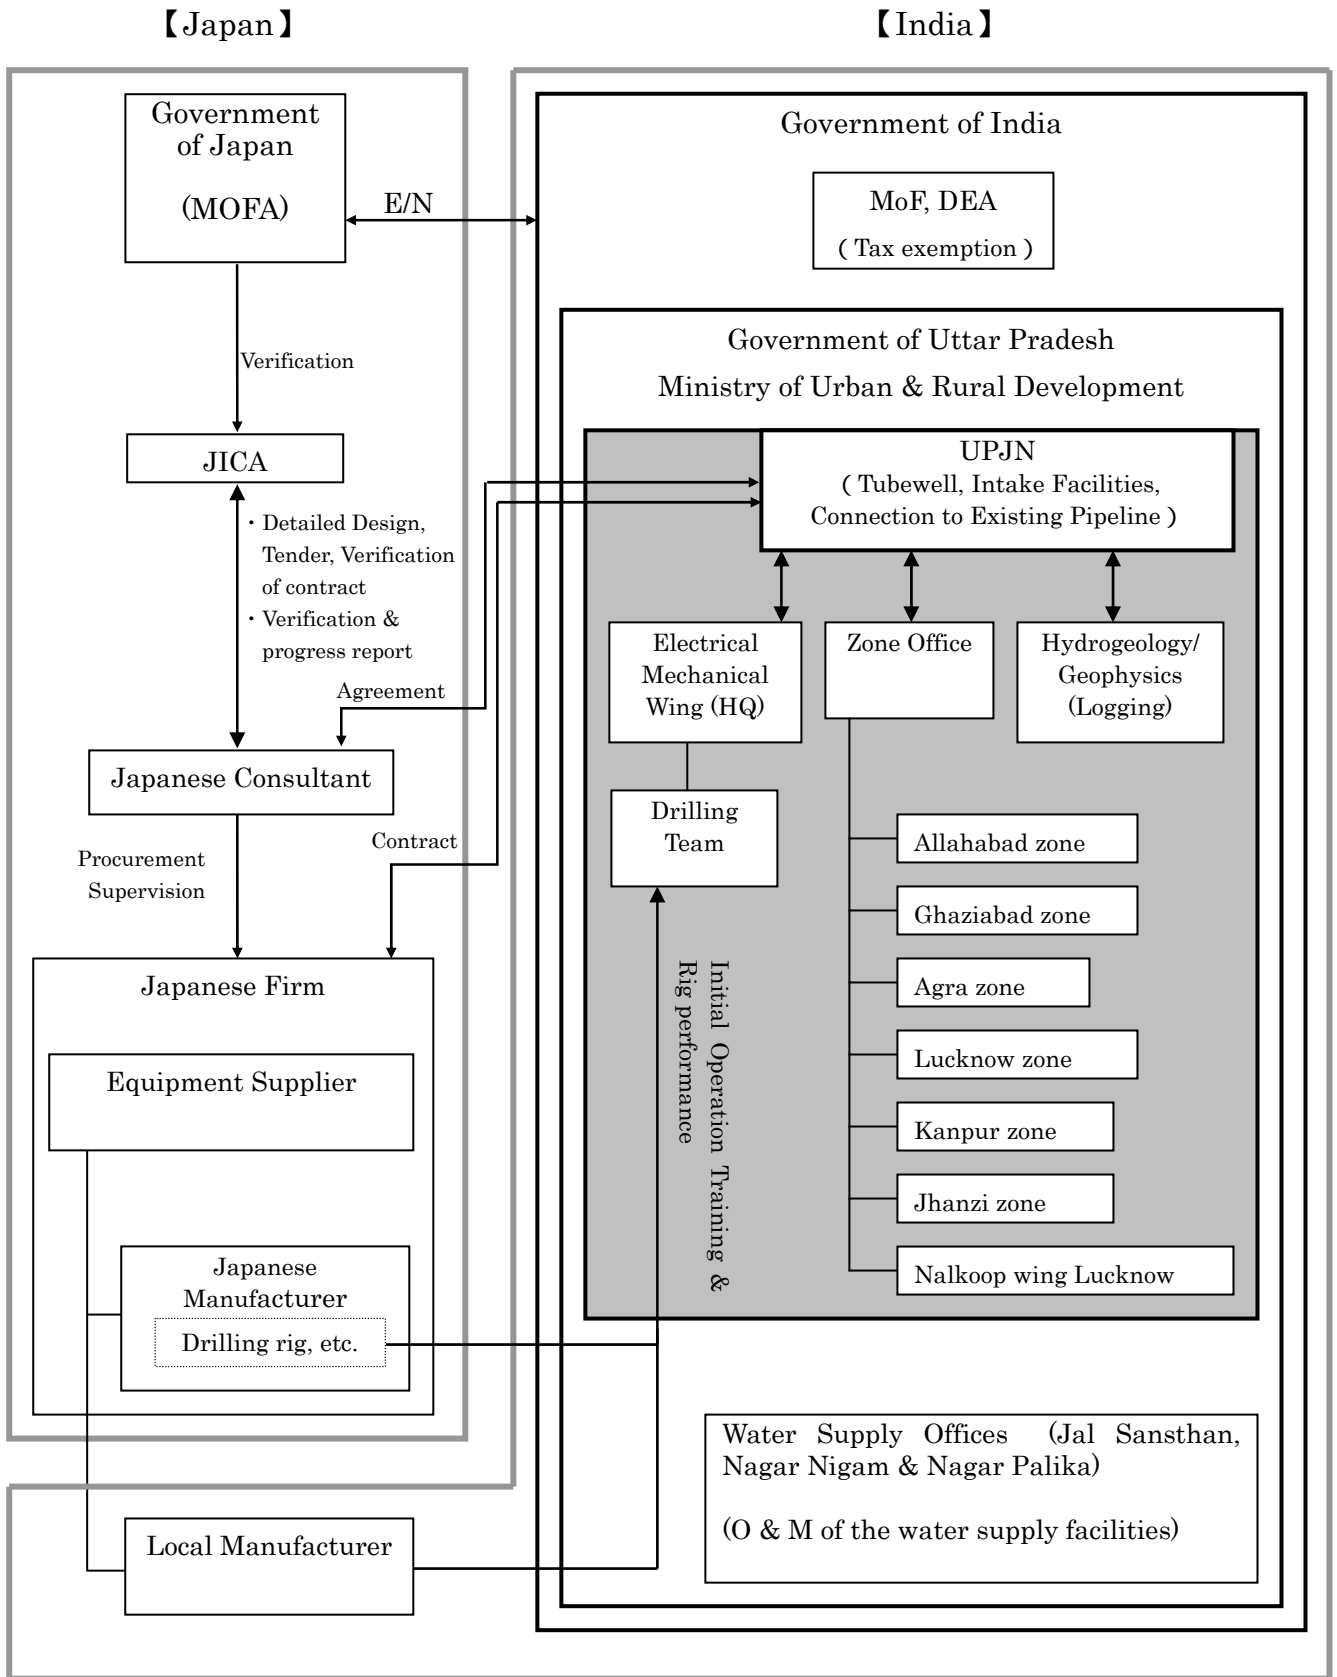 【Japan】
【India】
Government
of Japan
(MOFA)
E/N
Verification
JICA
・Detailed Design,
Tender, Verification
of contract
・Verification &
progress report
Agreement
Japanese Consultant
Procurement
Supervision
Contract
Japanese Firm
Equipment Supplier
Japanese
Manufacturer
Drilling rig, etc.
Local Manufacturer
Government of India
MoF, DEA
( Tax exemption )
Government of Uttar Pradesh
Ministry of Urban & Rural Development
UPJN
( Tubewell, Intake Facilities,
Connection to Existing Pipeline )
Electrical
Mechanical
Wing (HQ)
Zone Office
Hydrogeology/
Geophysics
(Logging)
Drilling
Team
Initial Operation Training &
Rig performance
Allahabad zone
Ghaziabad zone
Agra zone
Lucknow zone
Kanpur zone
Jhanzi zone
Nalkoop wing Lucknow
Water Supply Offices (Jal Sansthan,
Nagar Nigam & Nagar Palika)
(O & M of the water supply facilities)